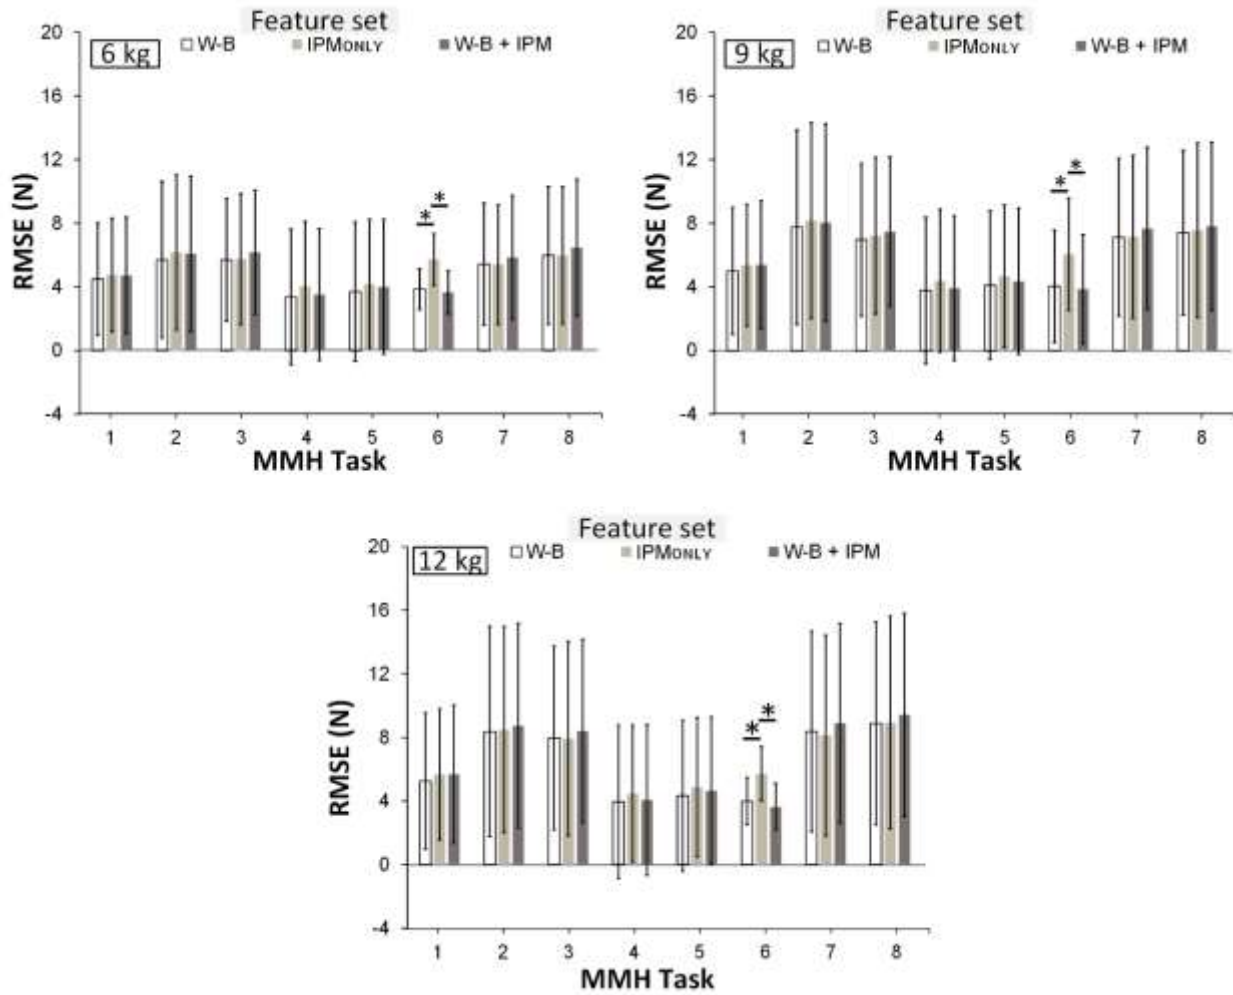 Feature set
6 kg W-B IPMONLY W-B + IPM
20
16
12
8
4
0
-4
RMSE (N)
* *
1 2 3 4 5 6 7 8
MMH Task
Feature set
9 kg W-B IPMONLY W-B + IPM
20
16
12
8
4
0
-4
RMSE (N)
* *
1 2 3 4 5 6 7 8
MMH Task
Feature set
12 kg W-B IPMONLY W-B + IPM
20
16
12
8
4
0
-4
RMSE (N)
* *
1 2 3 4 5 6 7 8
MMH Task